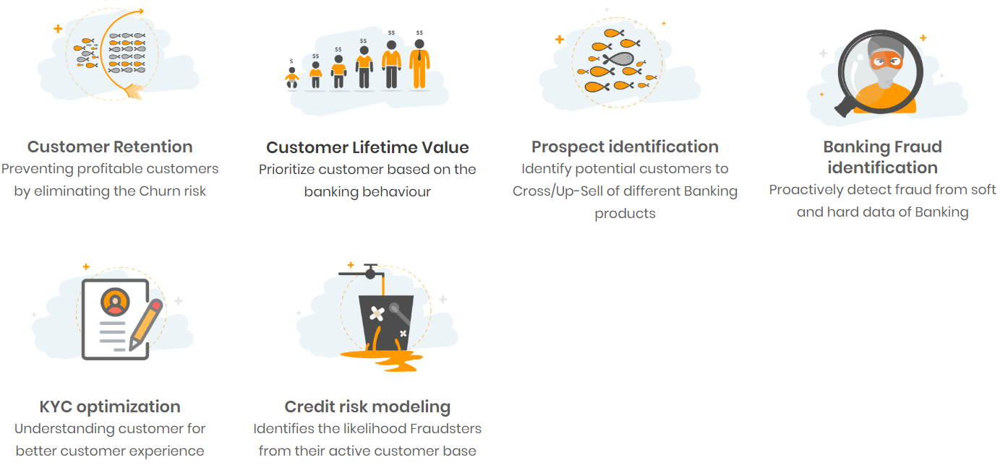 $
$$
$$
$$
$$
$$
Customer Retention
Preventing profitable customers
by eliminating the Churn risk
Customer Lifetime Value
Prioritize customer based on the
banking behaviour
Prospect identification
Identify potential customers to
Cross/Up-Sell of different Banking
products
Banking Fraud
identification
Proactively detect fraud from soft
and hard data of Banking
KYC optimization
Understanding customer for
better customer experience
Credit risk modeling
Identifies the likelihood Fraudsters
from their active customer base